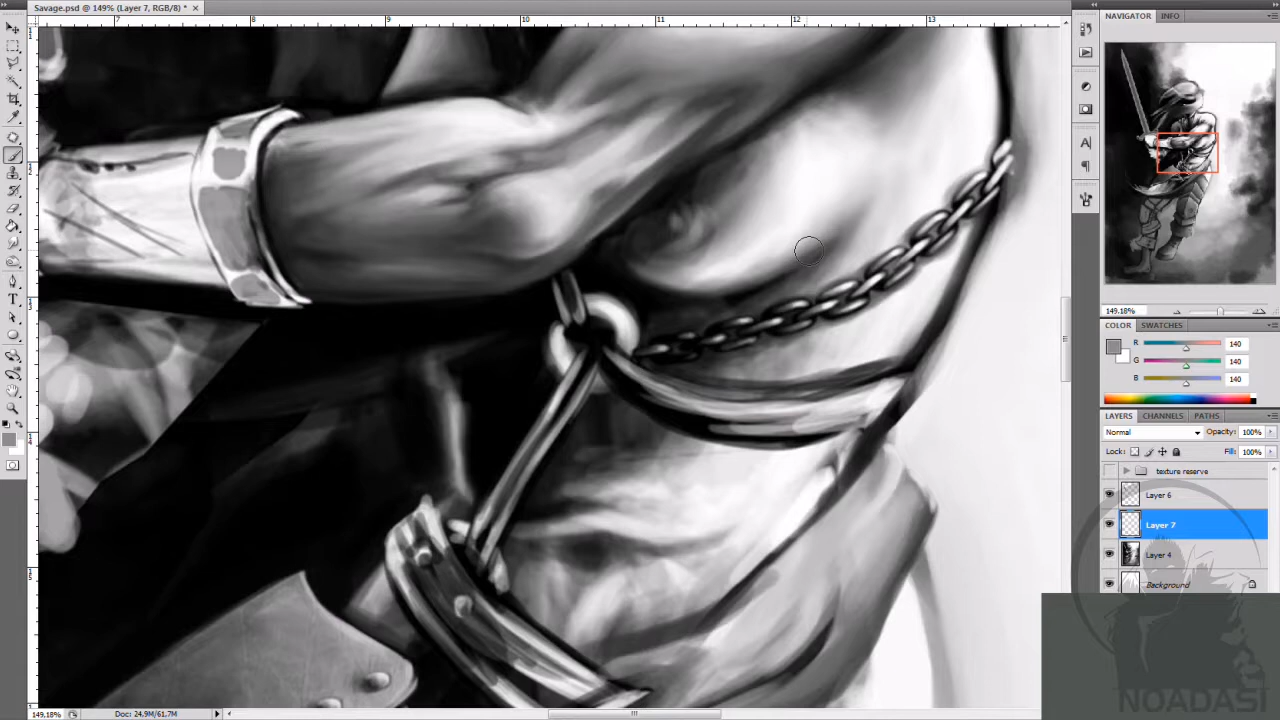 Savage.psd @ 149% (Layer 7, RGB/8) * ×
7 8 9 10 11 12 13
NAVIGATOR INFO
149.18%
COLOR SWATCHES
R 140
G 140
B 140
LAYERS CHANNELS PATHS
Normal Opacity: 100%
Lock: Fill: 100%
texture reserve
Layer 6
Layer 7
Layer 4
Background
NOADASI
149.18% Doc: 24,9M/61,7M